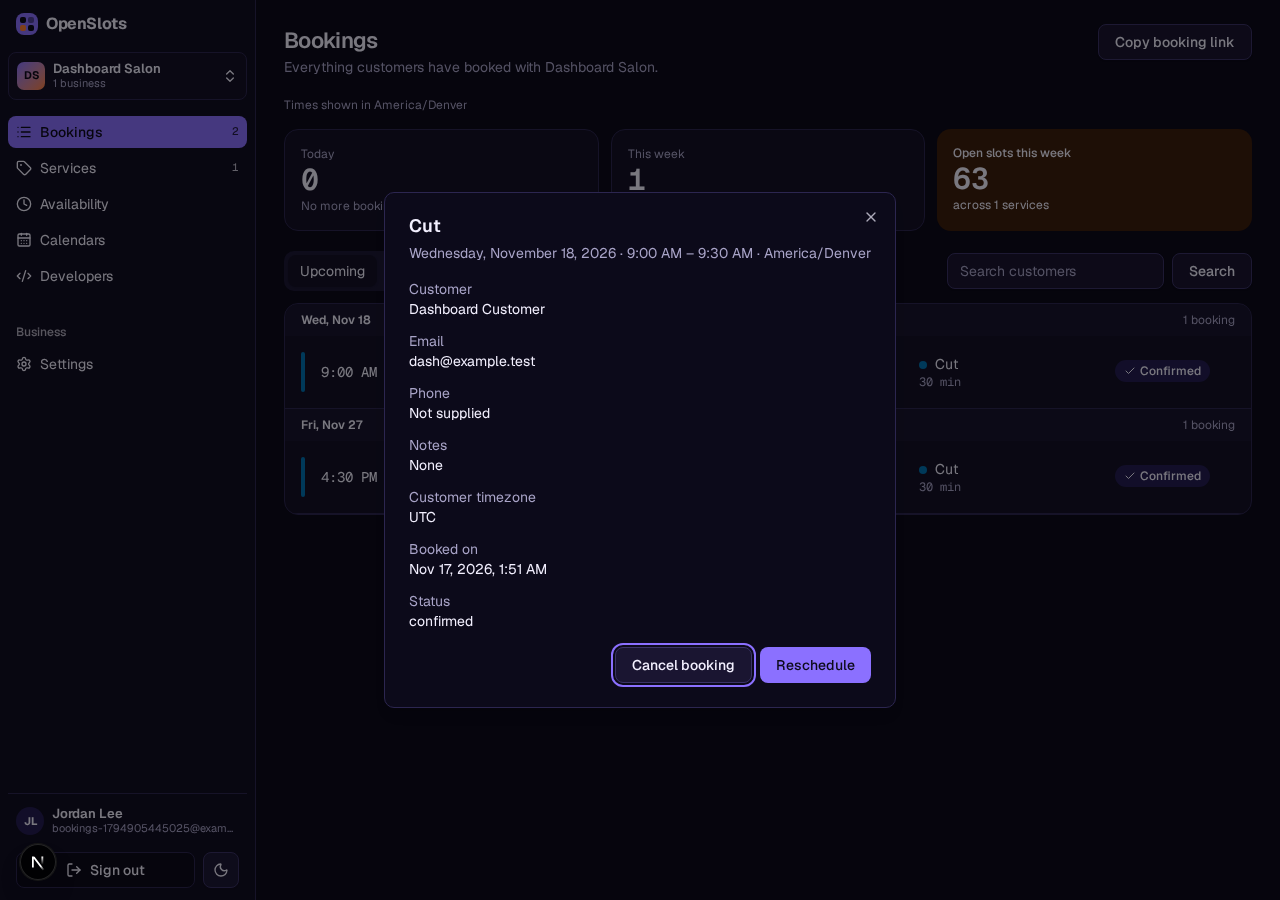 OpenSlots
DS
Dashboard Salon
1 business
Bookings
2
Services
1
Availability
Calendars
Developers
Business
Settings
JL
Jordan Lee
bookings-1794905445025@exam…
N
Sign out
Bookings
Everything customers have booked with Dashboard Salon.
Copy booking link
Times shown in America/Denver
Today
0
No more booki
This week
1
Open slots this week
63
across 1 services
Upcoming
Search customers
Search
Wed, Nov 18
1 booking
9:00 AM
Cut
30 min
Confirmed
Fri, Nov 27
1 booking
4:30 PM
Cut
30 min
Confirmed
Cut
Wednesday, November 18, 2026 · 9:00 AM – 9:30 AM · America/Denver
Customer
Dashboard Customer
Email
dash@example.test
Phone
Not supplied
Notes
None
Customer timezone
UTC
Booked on
Nov 17, 2026, 1:51 AM
Status
confirmed
Cancel booking
Reschedule